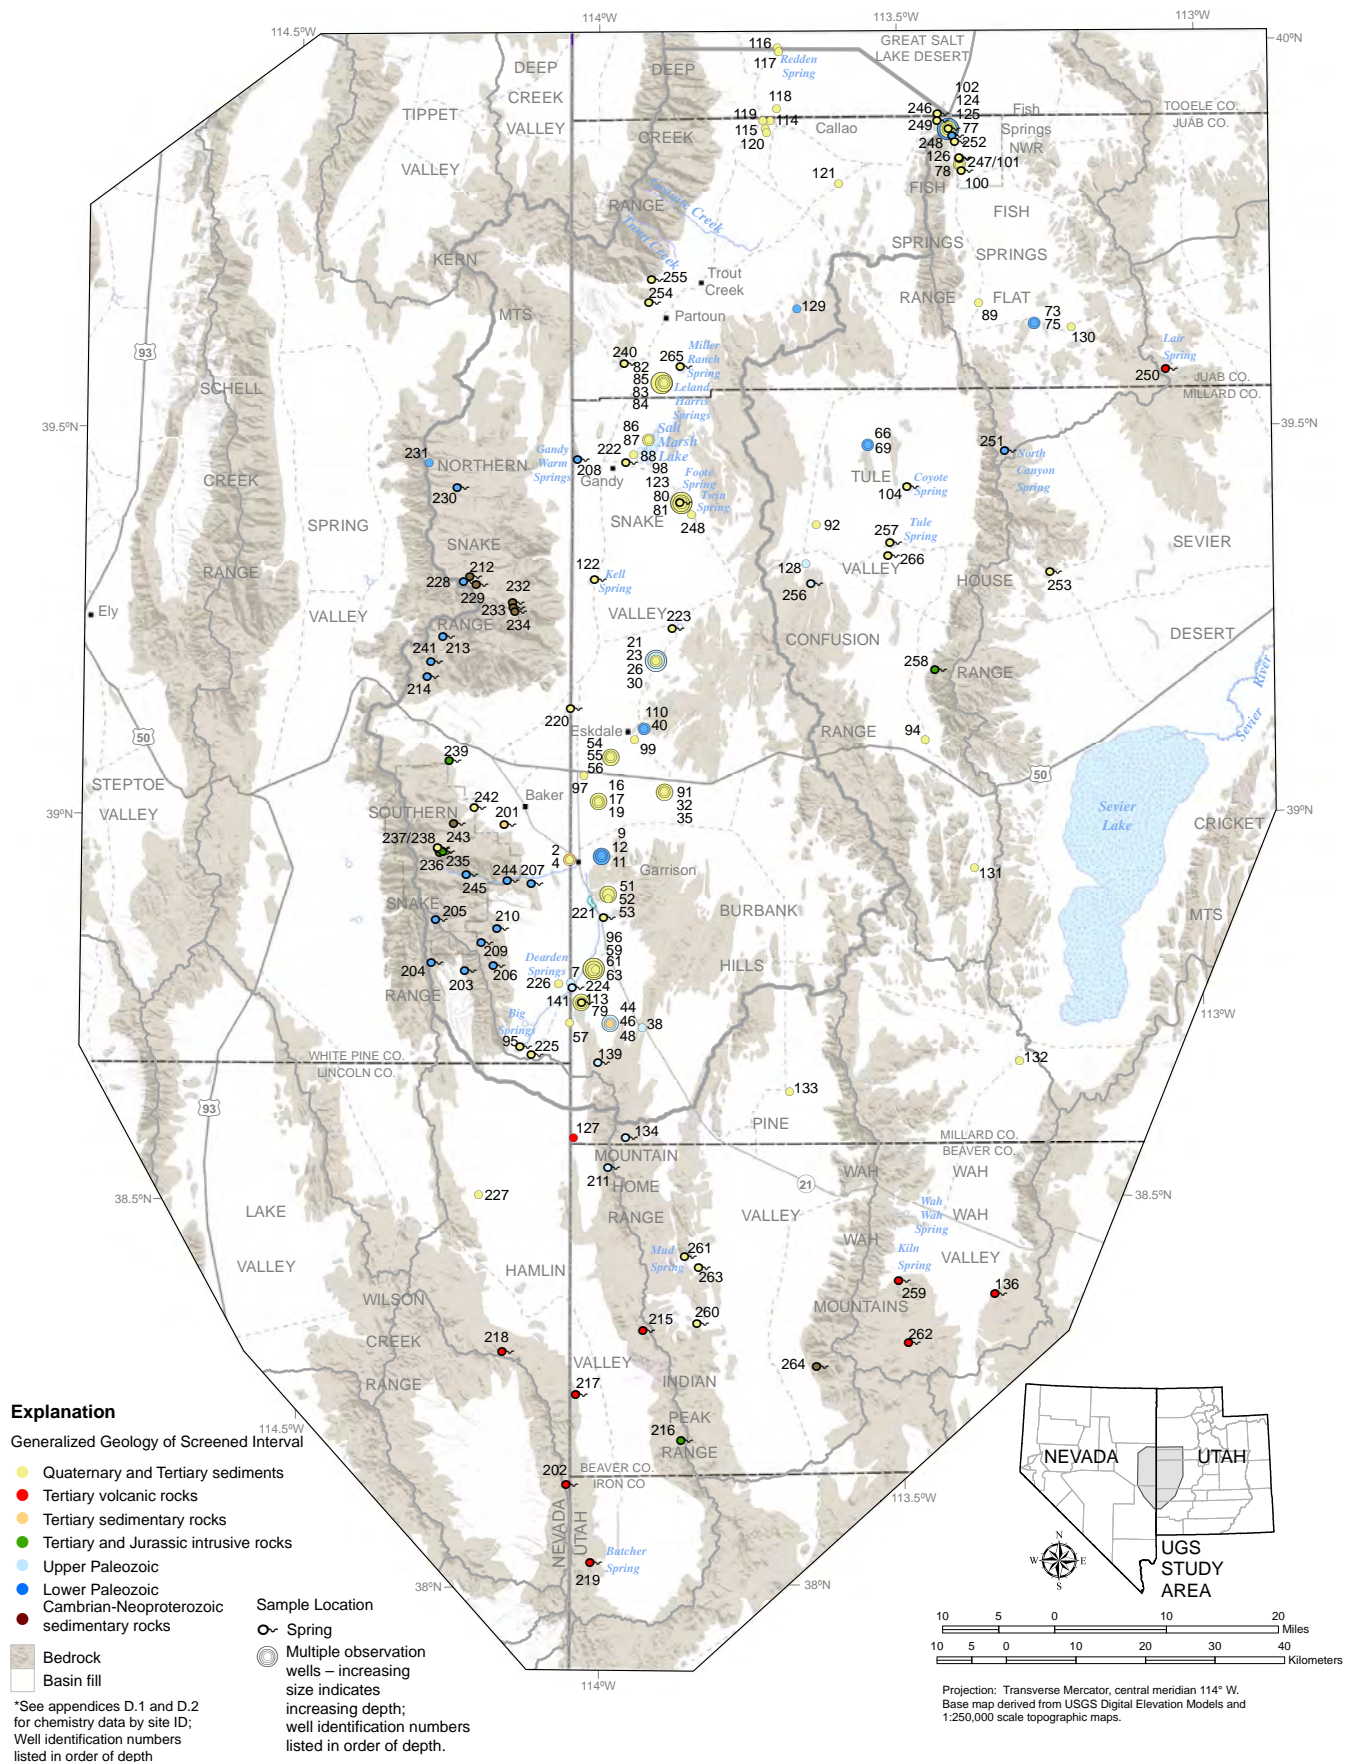 114°W
113.5°W
113°W
114.5°W
40°N
GREAT SALT
LAKE DESERT
116
117
Redden
Spring
DEEP
CREEK
VALLEY
DEEP
CREEK
RANGE
TIPPET
VALLEY
118
119
114
115
120
Callao
121
102
124
125
246
249
77
248
252
126
247/101
78
100
Fish
Springs
NWR
TOOELE CO.
JUAB CO.
FISH
SPRINGS
RANGE
FISH
SPRINGS
FLAT
Granite Creek
Trout Creek
KERN
MTS
255
254
Trout
Creek
Partoun
129
89
73
75
130
Lair
Spring
250
JUAB CO.
MILLARD CO.
93
SCHELL
CREEK
RANGE
240
265
82
85
83
84
Miller
Ranch
Spring
Leland
Harris
Springs
39.5°N
39.5°N
86
87
88
Salt
Marsh
Lake
222
Gandy
Warm
Springs
208
Gandy
98
123
80
81
Foote
Spring
Twin
Spring
248
66
69
TULE
VALLEY
104
Coyote
Spring
251
North
Canyon
Spring
231
230
NORTHERN
SNAKE
RANGE
SPRING
VALLEY
SNAKE
VALLEY
92
257
Tule
Spring
266
128
256
HOUSE
RANGE
253
SEVIER
DESERT
212
228
229
232
233
234
122
Kell
Spring
223
Ely
213
241
214
21
23
26
30
CONFUSION
RANGE
258
220
110
40
Eskdale
99
94
Sevier
River
50
50
239
54
55
56
97
STEPTOE
VALLEY
39°N
39°N
SOUTHERN
SNAKE
RANGE
242
201
Baker
16
17
19
91
32
35
Sevier
Lake
CRICKET
MTS
237/238
243
236
235
245
244
207
2
4
9
12
11
Garrison
131
51
52
53
221
BURBANK
HILLS
205
210
209
204
203
206
Dearden
Springs
96
59
61
63
7
226
224
141
113
79
44
46
48
38
Big
Springs
95
225
57
139
113°W
WHITE PINE CO.
LINCOLN CO.
132
133
PINE
VALLEY
93
127
134
MOUNTAIN
HOME
RANGE
MILLARD CO.
BEAVER CO.
211
21
WAH
WAH
WAH
WAH
MOUNTAINS
VALLEY
38.5°N
38.5°N
LAKE
VALLEY
227
Wah
Wah
Spring
Kiln
Spring
HAMLIN
VALLEY
Mud
Spring
261
263
259
136
WILSON
CREEK
RANGE
260
215
262
218
264
217
INDIAN
PEAK
RANGE
216
BEAVER CO.
IRON CO
202
113.5°W
NEVADA
UTAH
Butcher
Spring
219
38°N
38°N
114°W
114.5°W
Explanation
Generalized Geology of Screened Interval
Quaternary and Tertiary sediments
Tertiary volcanic rocks
Tertiary sedimentary rocks
Tertiary and Jurassic intrusive rocks
Upper Paleozoic
Lower Paleozoic
Cambrian-Neoproterozoic
sedimentary rocks
Bedrock
Basin fill
*See appendices D.1 and D.2
for chemistry data by site ID;
Well identification numbers
listed in order of depth
Sample Location
Spring
Multiple observation
wells – increasing
size indicates
increasing depth;
well identification numbers
listed in order of depth.
NEVADA
UTAH
UGS
STUDY
AREA
N
W
E
S
10 5 0 10 20
Miles
10 5 0 10 20 30 40
Kilometers
Projection: Transverse Mercator, central meridian 114° W.
Base map derived from USGS Digital Elevation Models and
1:250,000 scale topographic maps.